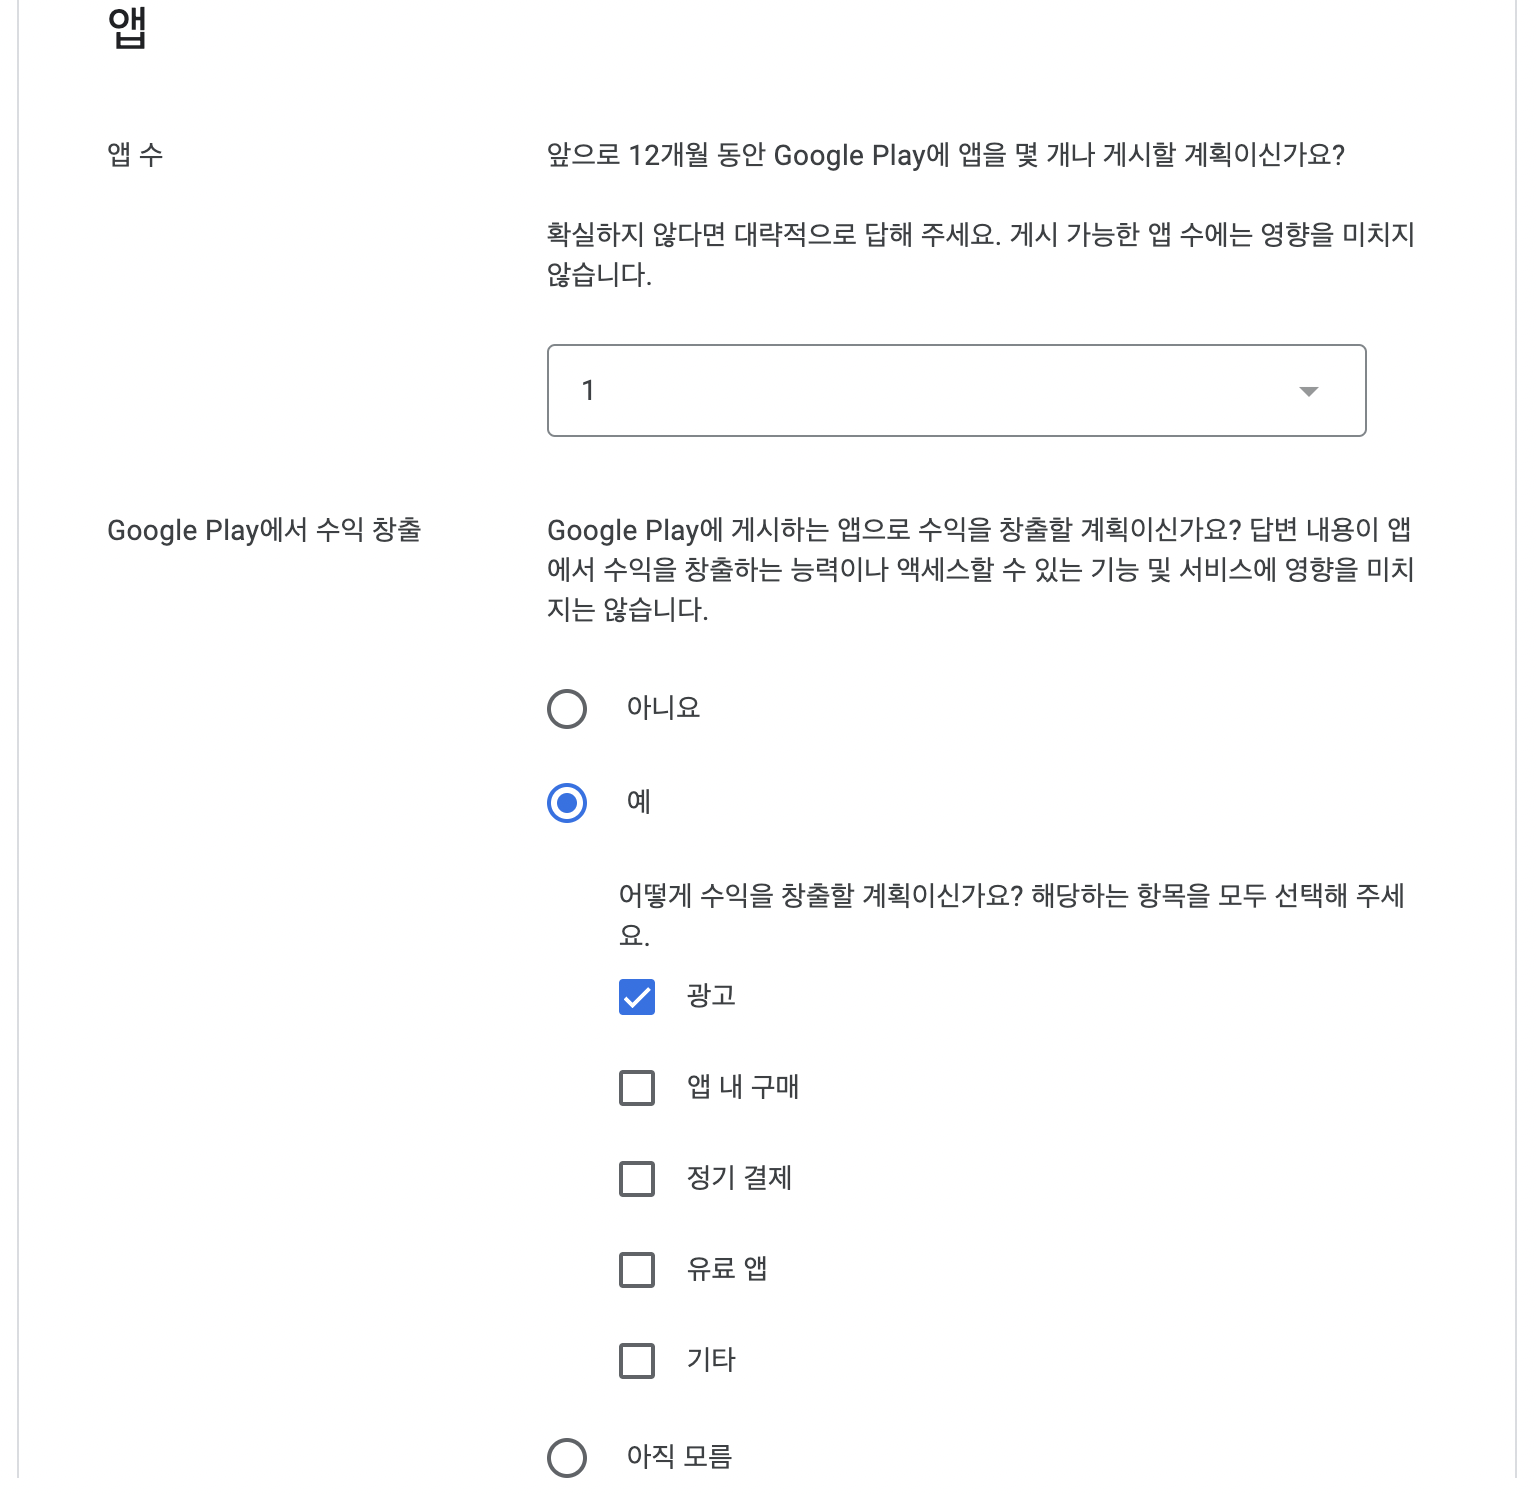 앱
앱 수
앞으로 12개월 동안 Google Play에 앱을 몇 개나 게시할 계획이신가요?
확실하지 않다면 대략적으로 답해 주세요. 게시 가능한 앱 수에는 영향을 미치지
않습니다.
1
Google Play에서 수익 창출
Google Play에 게시하는 앱으로 수익을 창출할 계획이신가요? 답변 내용이 앱
에서 수익을 창출하는 능력이나 액세스할 수 있는 기능 및 서비스에 영향을 미치
지는 않습니다.
아니요
예
어떻게 수익을 창출할 계획이신가요? 해당하는 항목을 모두 선택해 주세
요.
광고
앱 내 구매
정기 결제
유료 앱
기타
아직 모름